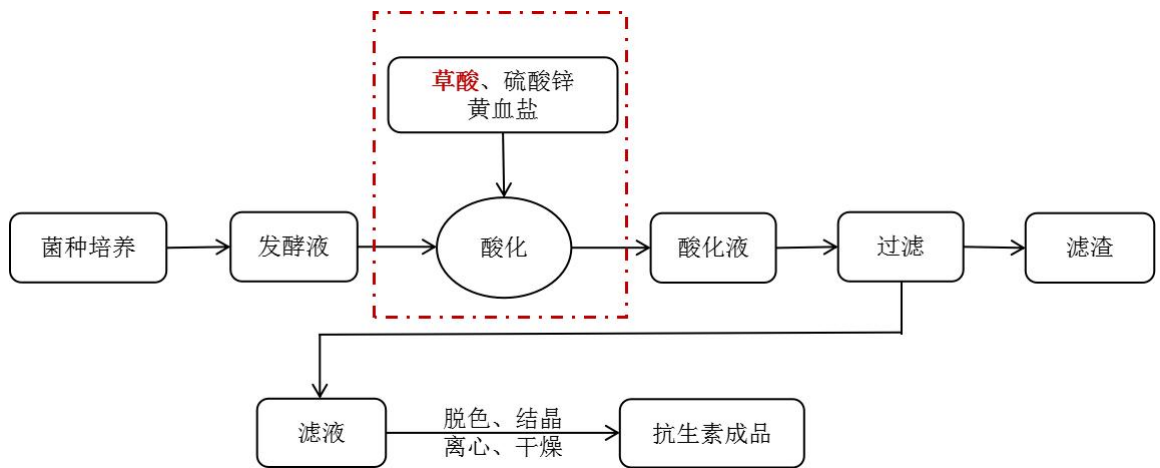 草酸、硫酸锌
黄血盐
菌种培养
发酵液
酸化
酸化液
过滤
滤渣
滤液
脱色、结晶
离心、干燥
抗生素成品